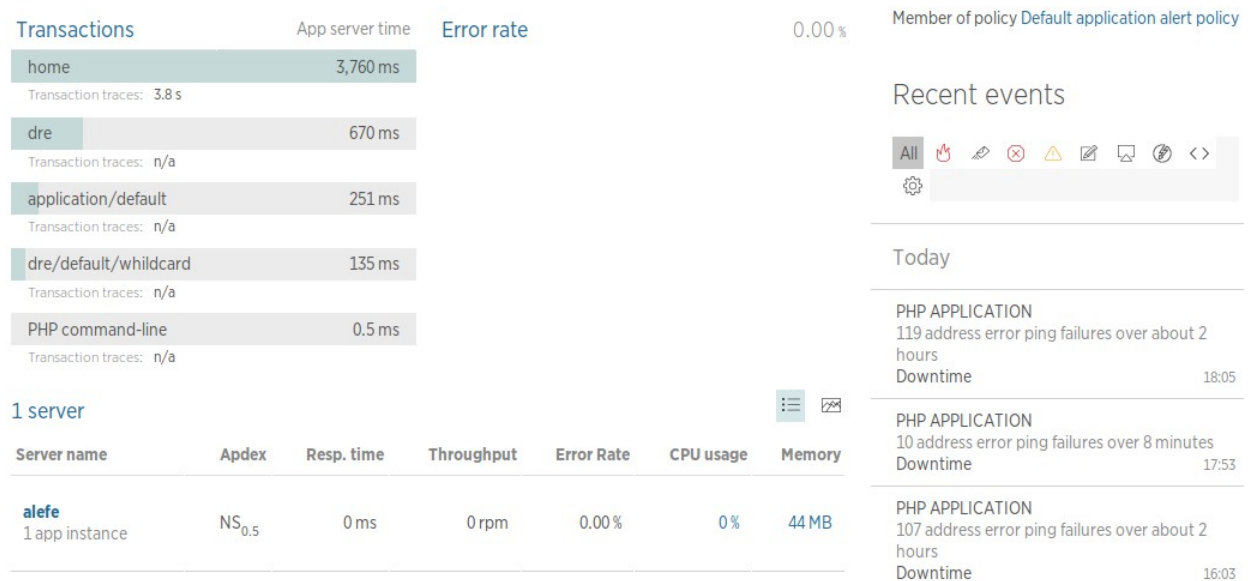 Transactions App server time
home 3,760 ms
Transaction traces: 3.8 s
dre 670 ms
Transaction traces: n/a
application/default 251 ms
Transaction traces: n/a
dre/default/whildcard 135 ms
Transaction traces: n/a
PHP command-line 0.5 ms
Transaction traces: n/a
Error rate 0.00 %
1 server
Server name Apdex Resp. time Throughput Error Rate CPU usage Memory
alefe
1 app instance NS0.5 0 ms 0 rpm 0.00 % 0 % 44 MB
Member of policy Default application alert policy
Recent events
All
Today
PHP APPLICATION
119 address error ping failures over about 2
hours
Downtime 18:05
PHP APPLICATION
10 address error ping failures over 8 minutes
Downtime 17:53
PHP APPLICATION
107 address error ping failures over about 2
hours
Downtime 16:03